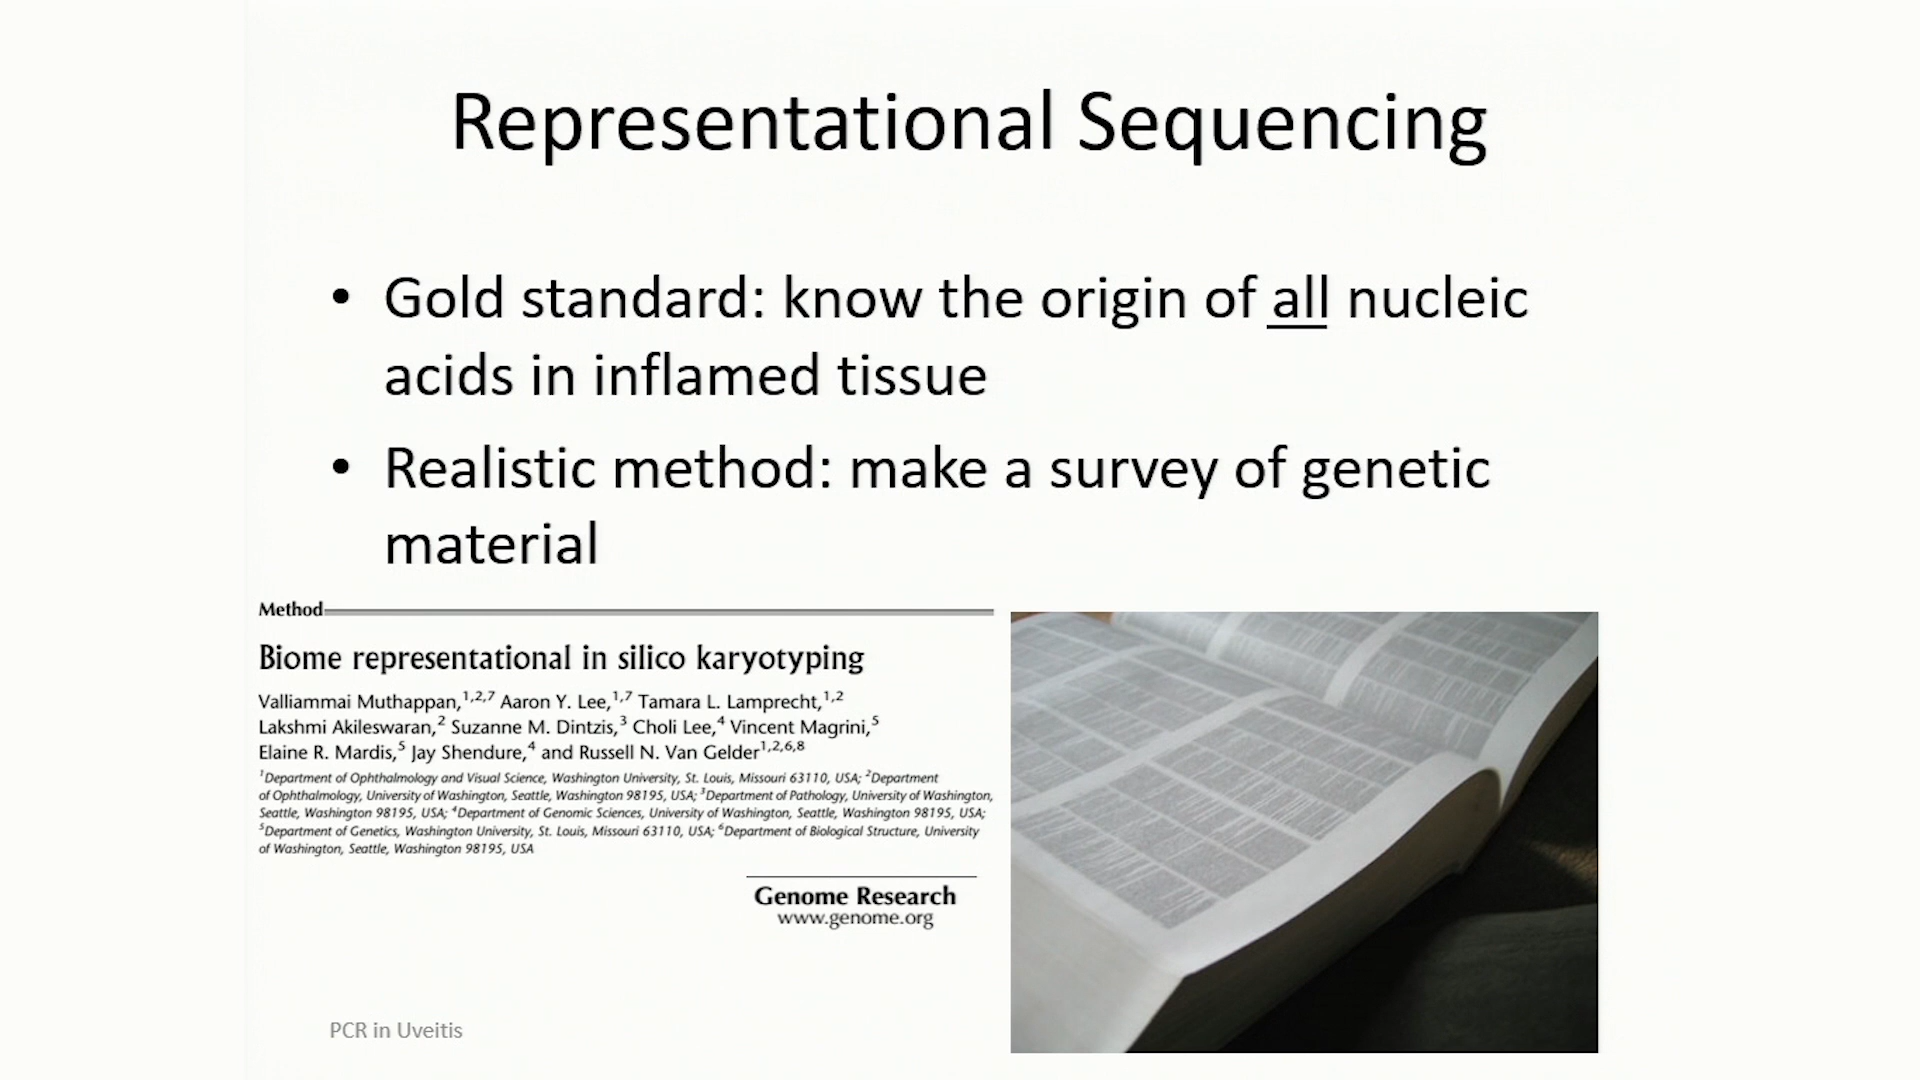 Representational Sequencing
• Gold standard: know the origin of all nucleic
acids in inflamed tissue
• Realistic method: make a survey of genetic
material
Method
Biome representational in silico karyotyping
Valliammai Muthappan,1,2,7 Aaron Y. Lee,1,7 Tamara L. Lamprecht,1,2
Lakshmi Akileswaran,2 Suzanne M. Dintzis,3 Choli Lee,4 Vincent Magrini,5
Elaine R. Mardis,5 Jay Shendure,4 and Russell N. Van Gelder1,2,6,8
1Department of Ophthalmology and Visual Science, Washington University, St. Louis, Missouri 63110, USA; 2Department
of Ophthalmology, University of Washington, Seattle, Washington 98195, USA; 3Department of Pathology, University of Washington,
Seattle, Washington 98195, USA; 4Department of Genomic Sciences, University of Washington, Seattle, Washington 98195, USA;
5Department of Genetics, Washington University, St. Louis, Missouri 63110, USA; 6Department of Biological Structure, University
of Washington, Seattle, Washington 98195, USA
Genome Research
www.genome.org
PCR in Uveitis